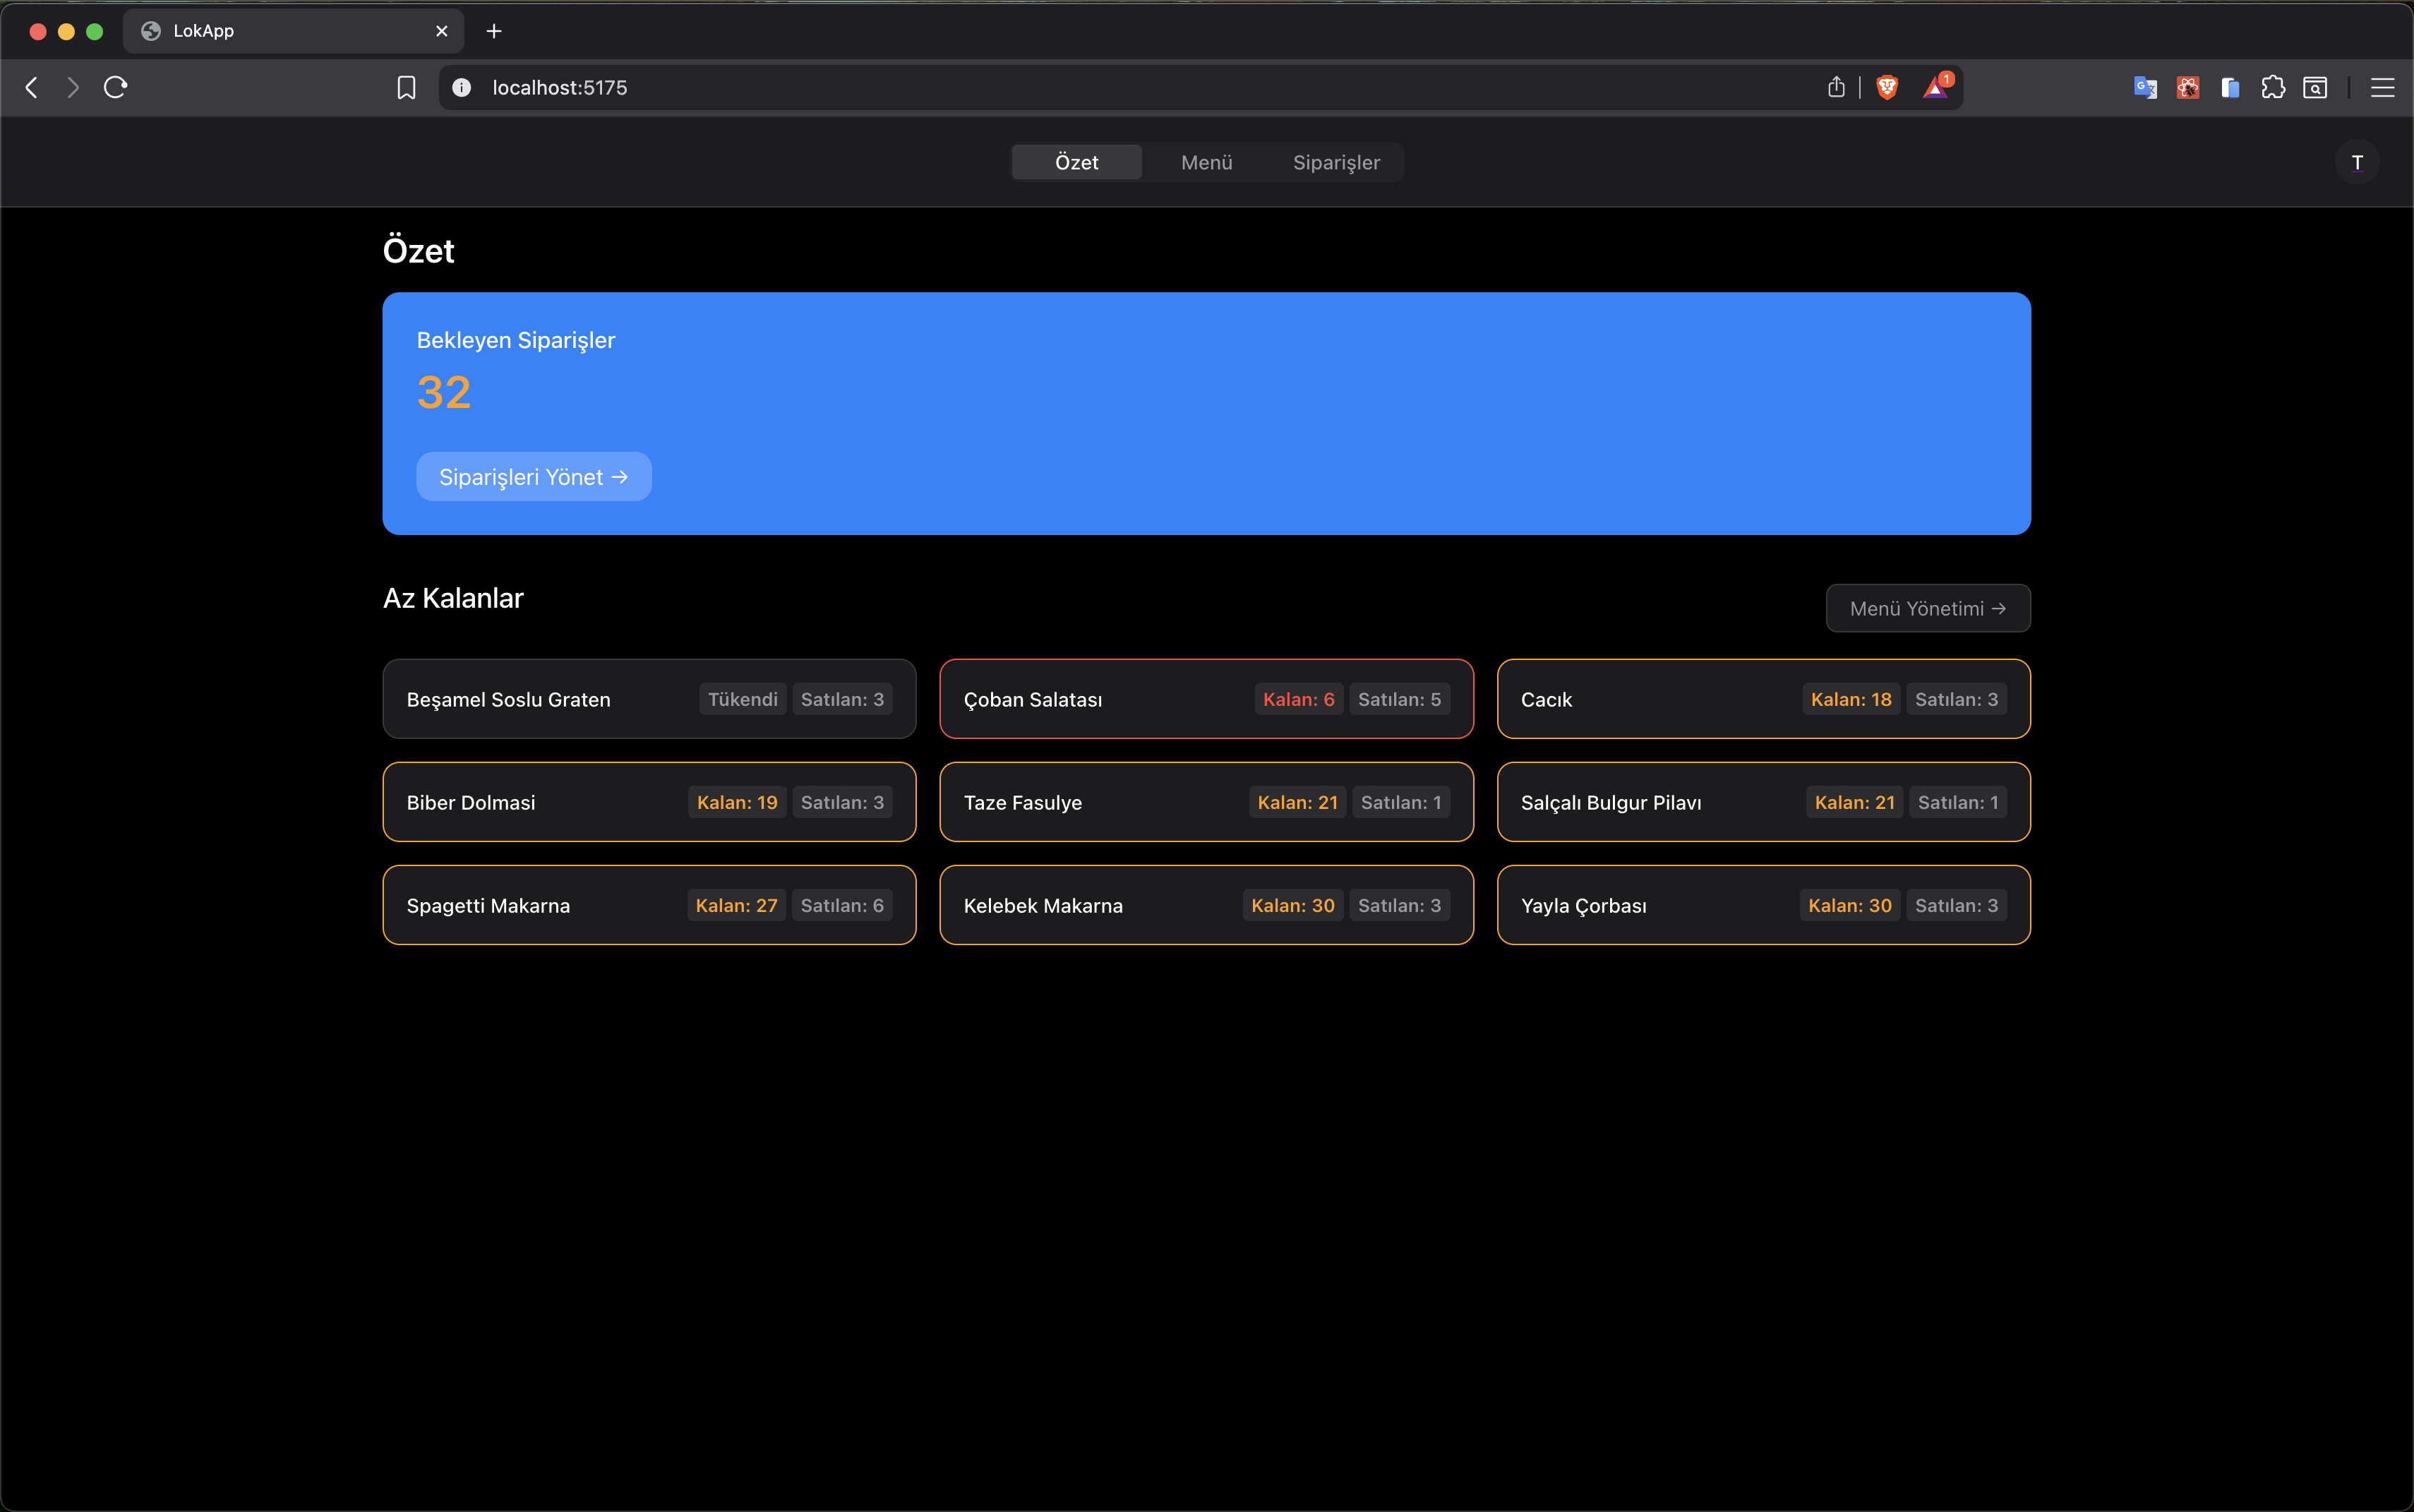 LokApp
localhost:5175
1
Özet Menü Siparişler T
Özet
Bekleyen Siparişler
32
Siparişleri Yönet →
Az Kalanlar
Menü Yönetimi →
Beşamel Soslu Graten Tükendi Satılan: 3
Çoban Salatası Kalan: 6 Satılan: 5
Cacık Kalan: 18 Satılan: 3
Biber Dolmasi Kalan: 19 Satılan: 3
Taze Fasulye Kalan: 21 Satılan: 1
Salçalı Bulgur Pilavı Kalan: 21 Satılan: 1
Spagetti Makarna Kalan: 27 Satılan: 6
Kelebek Makarna Kalan: 30 Satılan: 3
Yayla Çorbası Kalan: 30 Satılan: 3